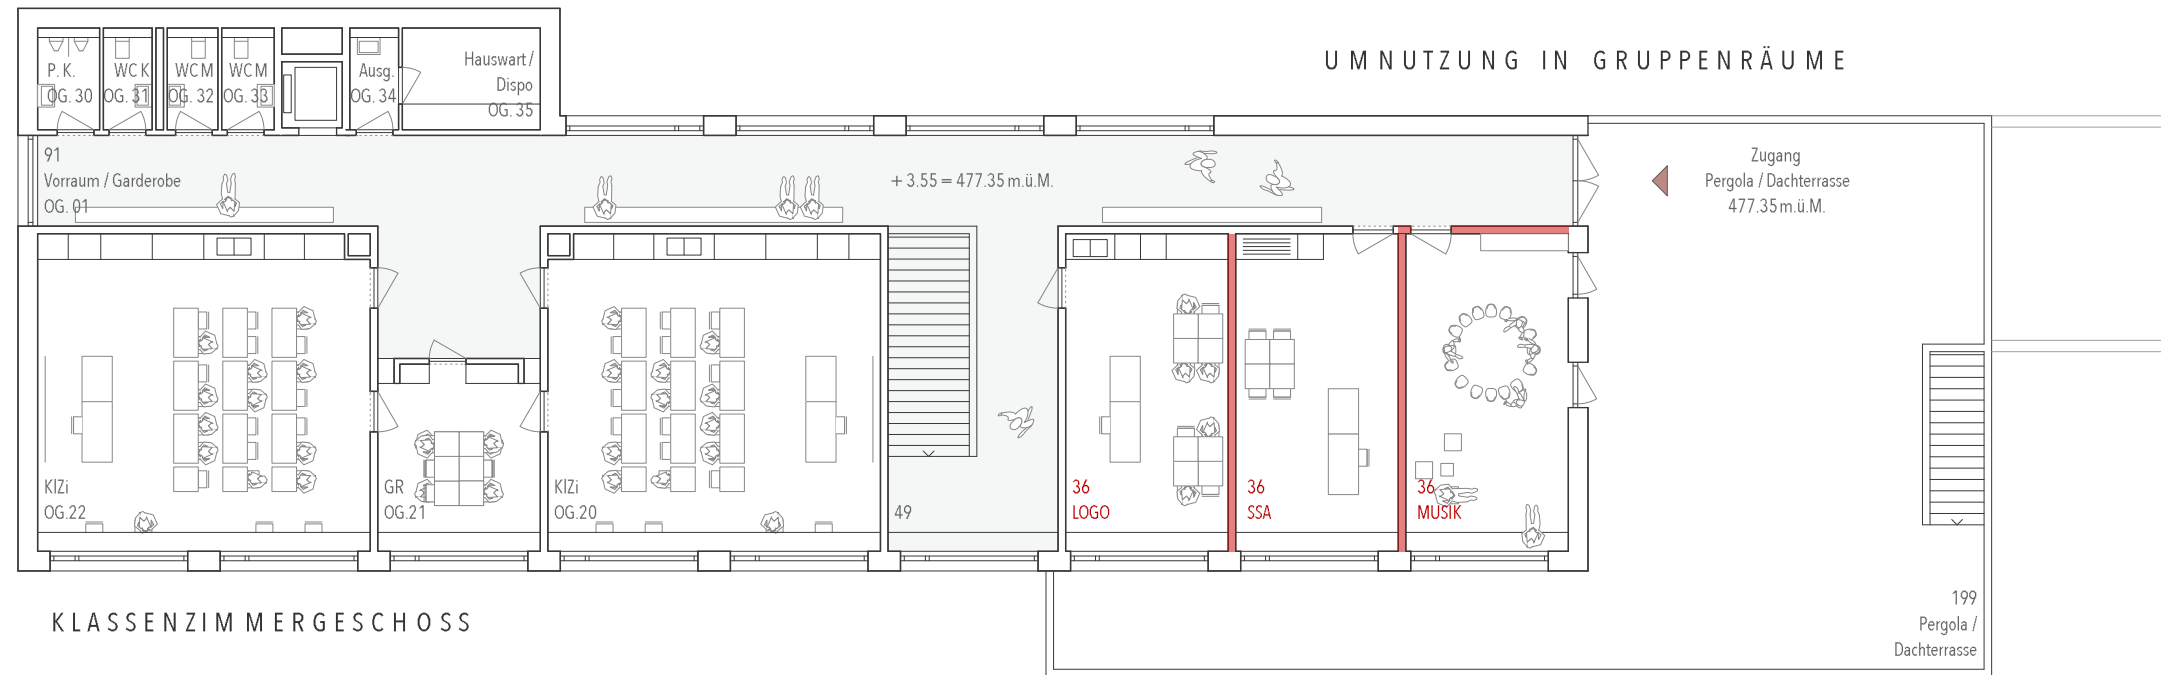 UMNUTZUNG IN GRUPPENRÄUME
P. K.
OG. 30
WC K
OG. 31
WC M
OG. 32
WC M
OG. 33
Ausg.
OG. 34
Hauswart /
Dispo
OG. 35
91
Vorraum / Garderobe
OG. 01
+ 3.55 = 477.35 m.ü.M.
Zugang
Pergola / Dachterrasse
477.35 m.ü.M.
KlZi
OG.22
GR
OG.21
KlZi
OG.20
49
36
LOGO
36
SSA
36
MUSIK
199
Pergola /
Dachterrasse
KLASSENZIMMERGESCHOSS